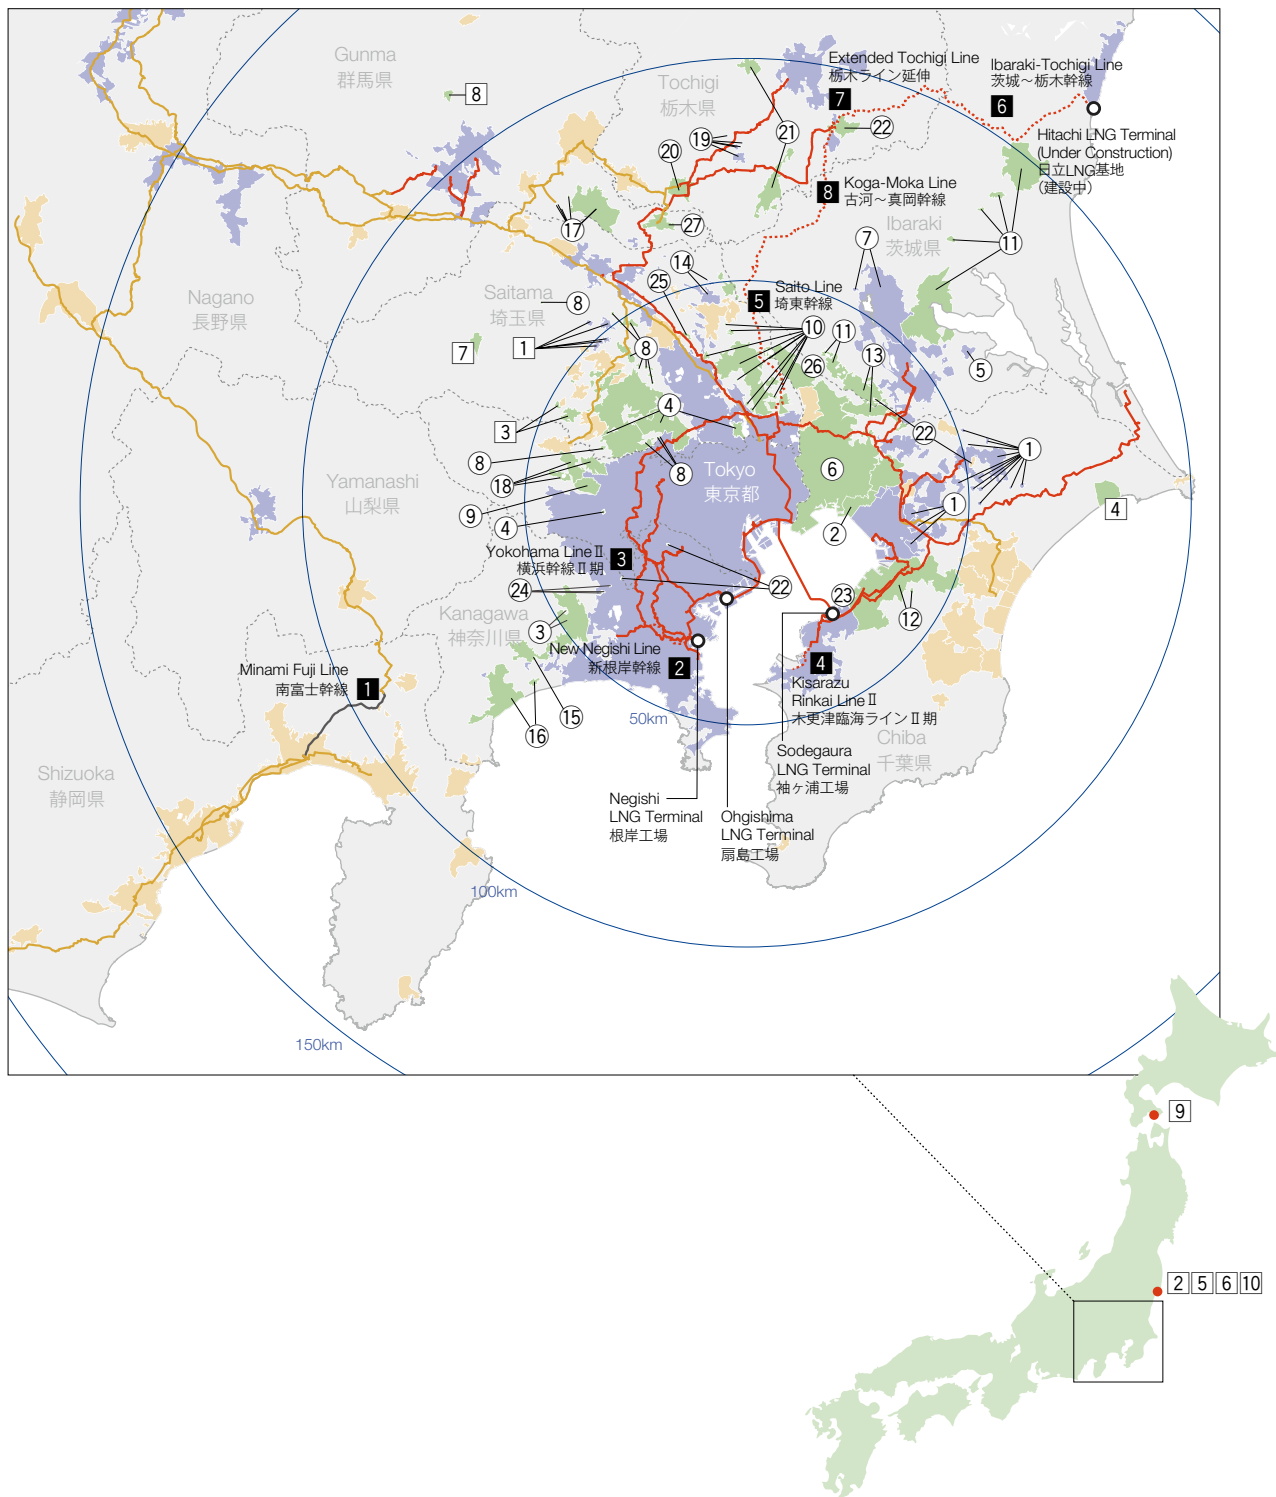 Gunma
群馬県
8
Tochigi
栃木県
Extended Tochigi Line
栃木ライン延伸
7
Ibaraki-Tochigi Line
茨城〜栃木幹線
6
Hitachi LNG Terminal
(Under Construction)
日立LNG基地
(建設中)
19
21
22
20
8
Koga-Moka Line
古河〜真岡幹線
17
27
Ibaraki
茨城県
7
11
14
25
Nagano
長野県
Saitama
埼玉県
8
5
Saito Line
埼東幹線
7
1
8
10
11
26
13
5
3
4
22
1
8
18
8
Tokyo
東京都
6
Yamanashi
山梨県
9
4
2
1
4
Yokohama Line Ⅱ
横浜幹線Ⅱ期
3
24
22
23
12
Kanagawa
神奈川県
3
New Negishi Line
新根岸幹線
2
4
Kisarazu
Rinkai Line Ⅱ
木更津臨海ラインⅡ期
Minami Fuji Line
南富士幹線
1
15
16
50km
Chiba
千葉県
Sodegaura
LNG Terminal
袖ヶ浦工場
Shizuoka
静岡県
Negishi
LNG Terminal
根岸工場
Ohgishima
LNG Terminal
扇島工場
100km
150km
9
2 5 6 10